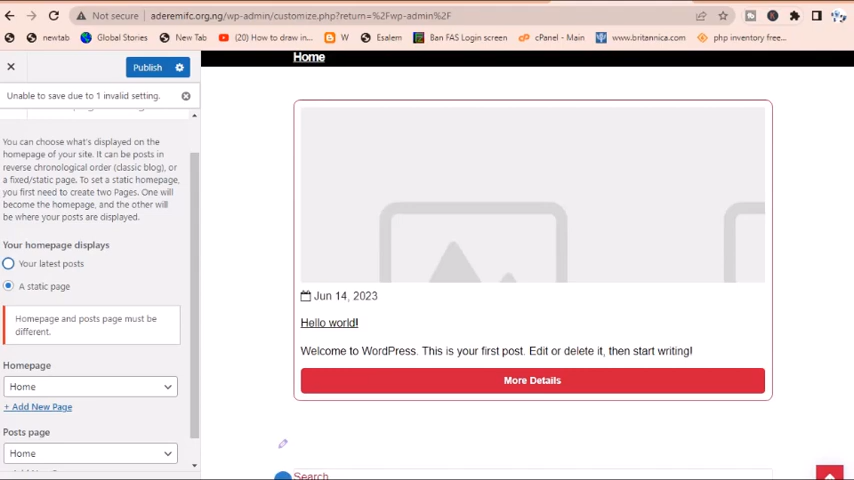 Not secure
aderemifc.org.ng/wp-admin/customize.php?return=%2Fwp-admin%2F
newtab
Global Stories
New Tab
(20) How to draw in...
W
Esalem
Ban FAS Login screen
cPanel - Main
www.britannica.com
php inventory free...
Publish
Home
Unable to save due to 1 invalid setting.
You can choose what's displayed on the
homepage of your site. It can be posts in
reverse chronological order (classic blog), or
a fixed/static page. To set a static homepage,
you first need to create two Pages. One will
become the homepage, and the other will
be where your posts are displayed.
Your homepage displays
Your latest posts
A static page
Homepage and posts page must be
different.
Homepage
Home
+ Add New Page
Posts page
Home
Jun 14, 2023
Hello world!
Welcome to WordPress. This is your first post. Edit or delete it, then start writing!
More Details
Search